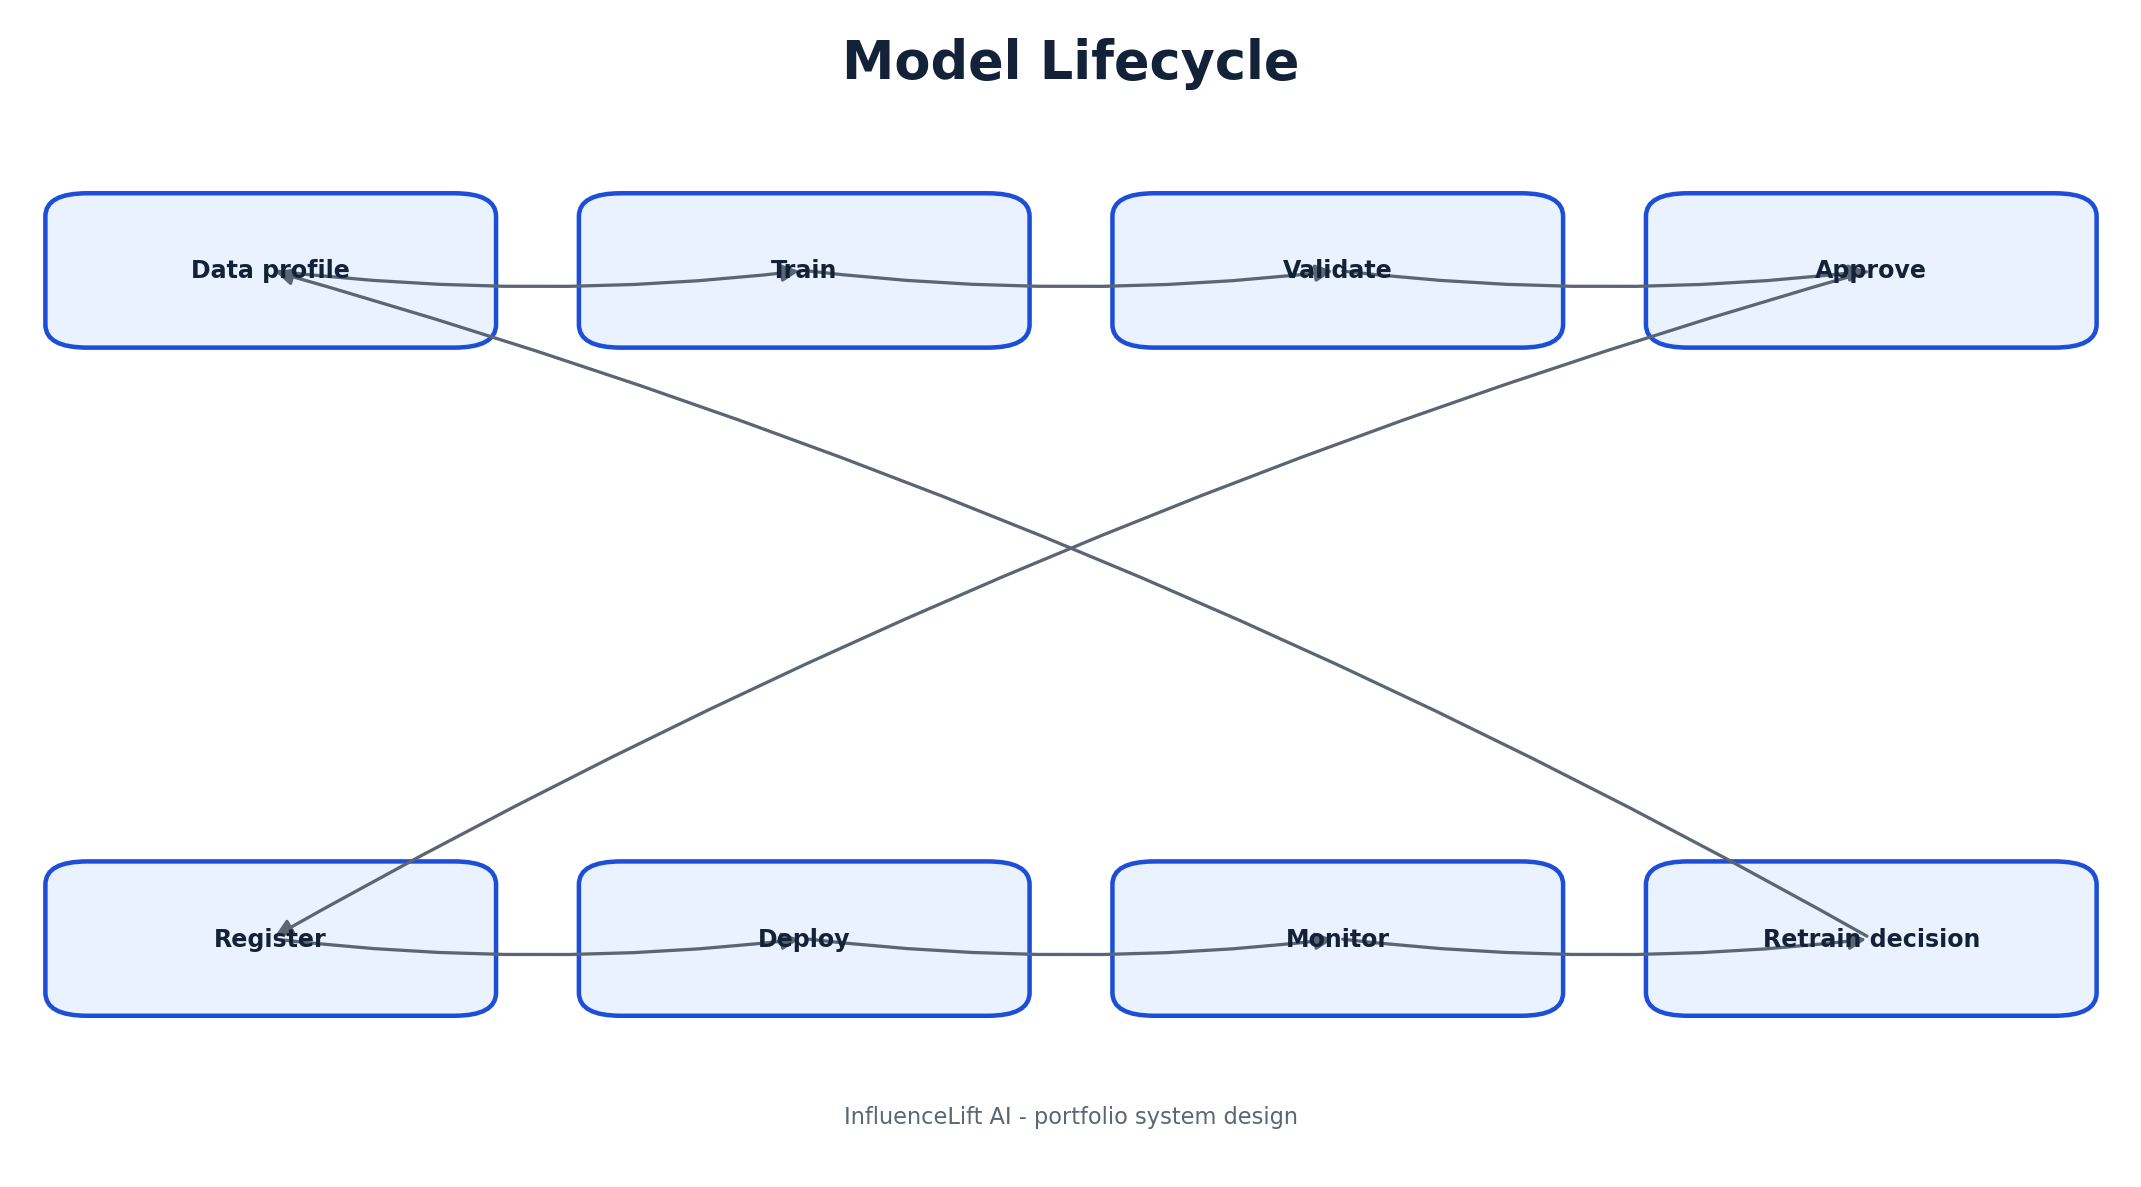 Model Lifecycle
Data profile
Train
Validate
Approve
Register
Deploy
Monitor
Retrain decision
InfluenceLift AI - portfolio system design